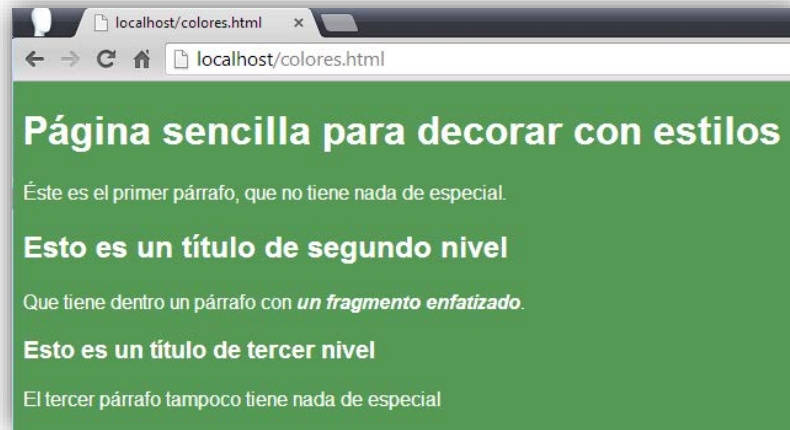 localhost/colores.html
localhost/colores.html
Página sencilla para decorar con estilos
Éste es el primer párrafo, que no tiene nada de especial.
Esto es un título de segundo nivel
Que tiene dentro un párrafo con un fragmento enfatizado.
Esto es un título de tercer nivel
El tercer párrafo tampoco tiene nada de especial